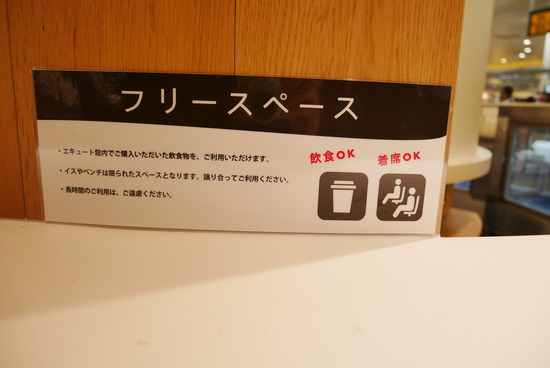 フリースペース
・エキュート館内でご購入いただいた飲食物を、ご利用いただけます。
・イスやベンチは限られたスペースとなります。譲り合ってご利用ください。
・長時間のご利用は、ご遠慮ください。
飲食OK
着席OK